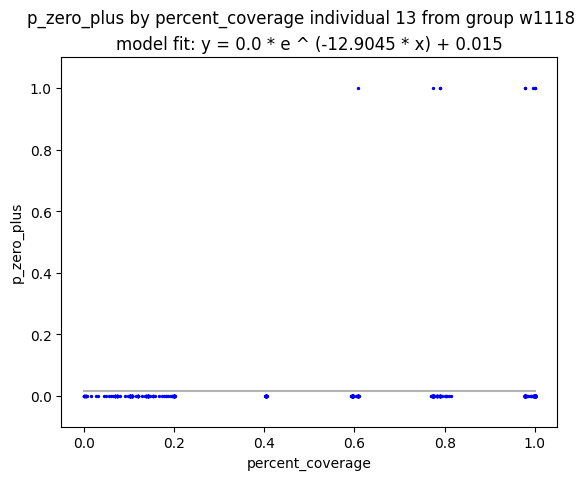 p_zero_plus by percent_coverage individual 13 from group w1118
model fit: y = 0.0 * e ^ (-12.9045 * x) + 0.015
1.0
0.8
0.6
0.4
0.2
0.0
p_zero_plus
0.0 0.2 0.4 0.6 0.8 1.0
percent_coverage